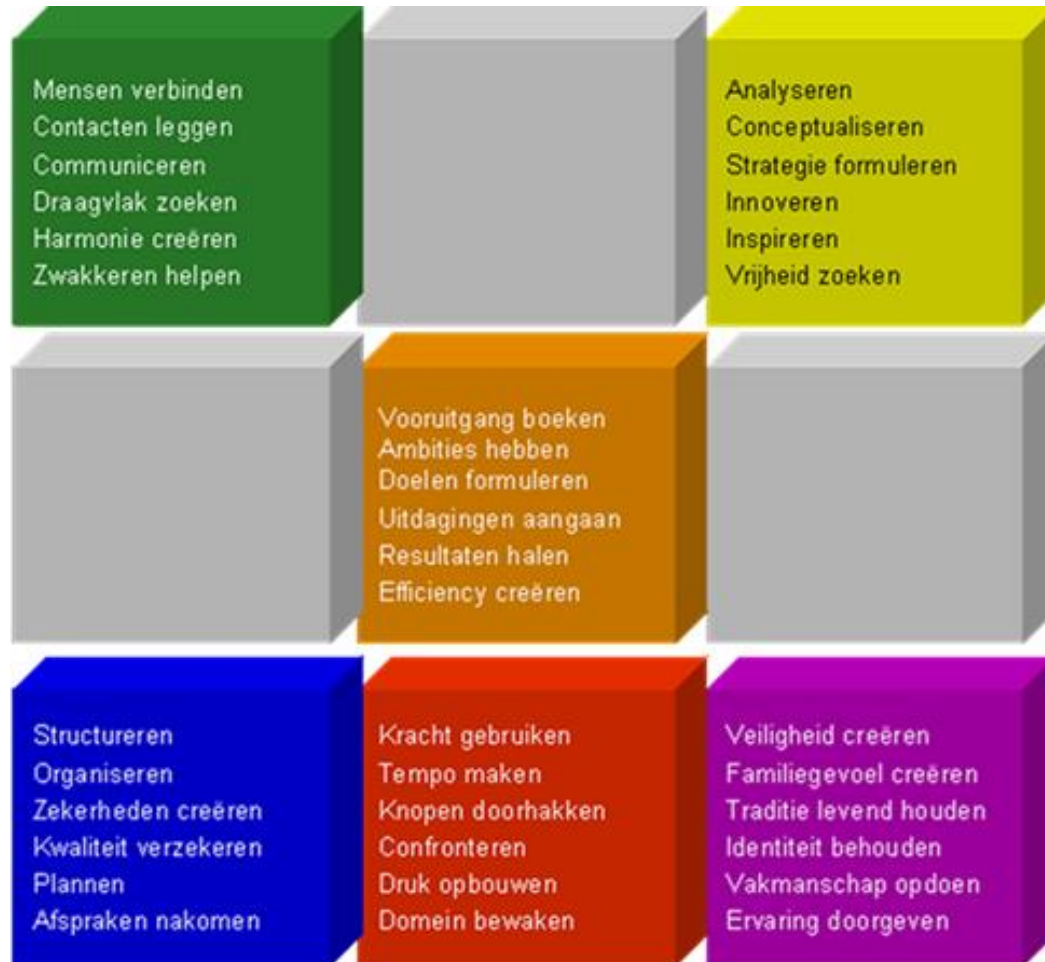 Mensen verbinden
Contacten leggen
Communiceren
Draagvlak zoeken
Harmonie creëren
Zwakkeren helpen
Analyseren
Conceptualiseren
Strategie formuleren
Innoveren
Inspireren
Vrijheid zoeken
Vooruitgang boeken
Ambities hebben
Doelen formuleren
Uitdagingen aangaan
Resultaten halen
Efficiency creëren
Structureren
Organiseren
Zekerheden creëren
Kwaliteit verzekeren
Plannen
Afspraken nakomen
Kracht gebruiken
Tempo maken
Knopen doorhakken
Confronteren
Druk opbouwen
Domein bewaken
Veiligheid creëren
Familiegevoel creëren
Traditie levend houden
Identiteit behouden
Vakmanschap opdoen
Ervaring doorgeven